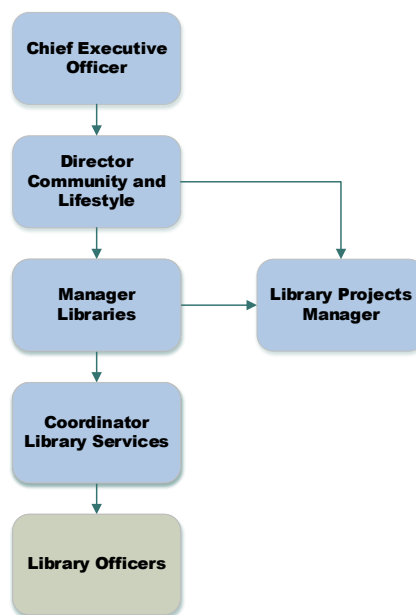 Chief Executive
Officer
Director
Community and
Lifestyle
Manager
Libraries
Library Projects
Manager
Coordinator
Library Services
Library Officers